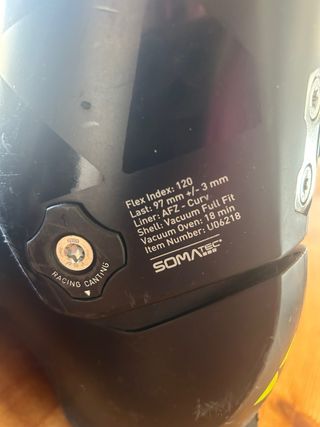 Flex Index: 120
Last: 97 mm +/- 3 mm
Liner: AFZ - Curv
Shell: Vacuum Full Fit
Vacuum Oven: 18 min
Item Number: U06218
SOMATEC
RACING CANTING